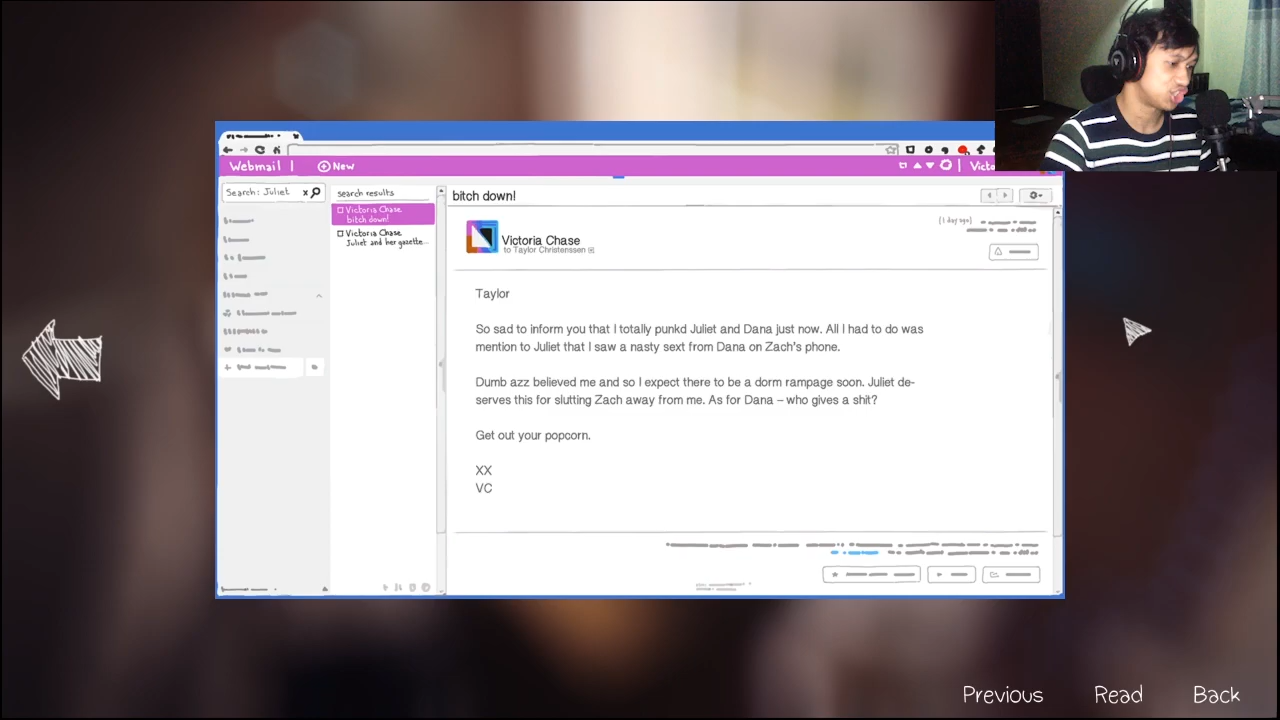 Webmail |
New
Victo
Search: Juliet x
search results
Victoria Chase
bitch down!
Victoria Chase
Juliet and her gazette...
bitch down!
Victoria Chase
to Taylor Christenssen
(1 day ago)
Taylor
So sad to inform you that I totally punkd Juliet and Dana just now. All I had to do was
mention to Juliet that I saw a nasty sext from Dana on Zach's phone.
Dumb azz believed me and so I expect there to be a dorm rampage soon. Juliet de-
serves this for slutting Zach away from me. As for Dana – who gives a shit?
Get out your popcorn.
XX
VC
Previous
Read
Back